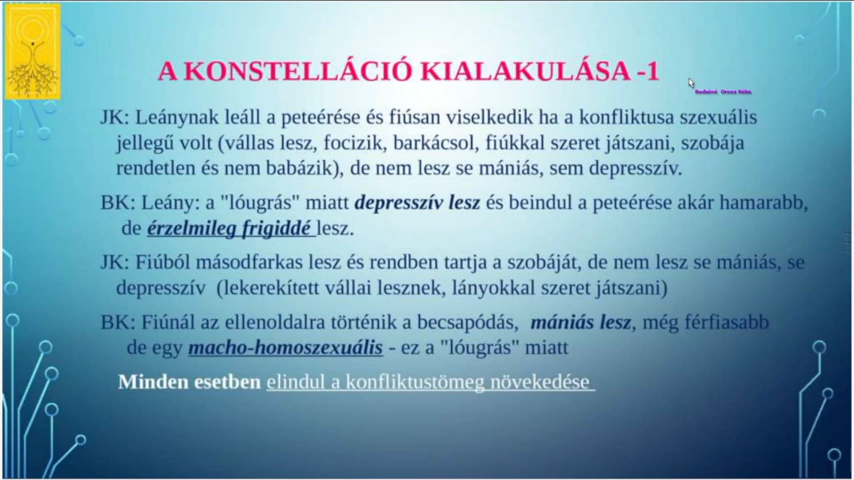 A KONSTELLÁCIÓ KIALAKULÁSA -1
JK: Leánynak leáll a peteérése és fiúsan viselkedik ha a konfliktusa szexuális
jellegű volt (vállas lesz, focizik, barkácsol, fiúkkal szeret játszani, szobája
rendetlen és nem babázik), de nem lesz se mániás, sem depresszív.
BK: Leány: a "lóugrás" miatt depresszív lesz és beindul a peteérése akár hamarabb,
de érzelmileg frigiddé lesz.
JK: Fiúból másodfarkas lesz és rendben tartja a szobáját, de nem lesz se mániás, se
depresszív (lekerekített vállai lesznek, lányokkal szeret játszani)
BK: Fiúnál az ellenoldalra történik a becsapódás, mániás lesz, még férfiasabb
de egy macho-homoszexuális - ez a "lóugrás" miatt
Minden esetben elindul a konfliktustömeg növekedése